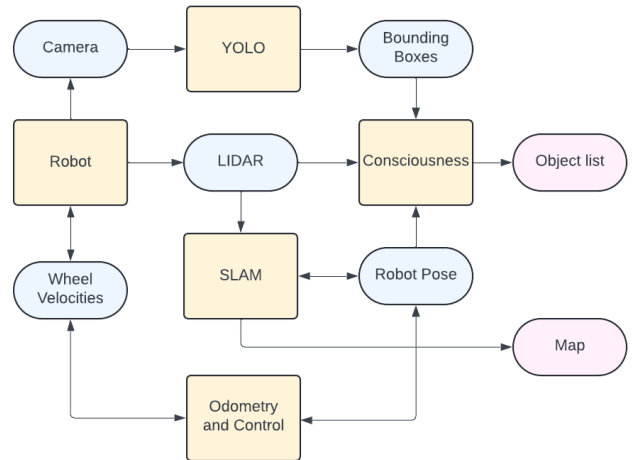 Camera
YOLO
Bounding
Boxes
Robot
LIDAR
Consciousness
Object list
Wheel
Velocities
SLAM
Robot Pose
Map
Odometry
and Control